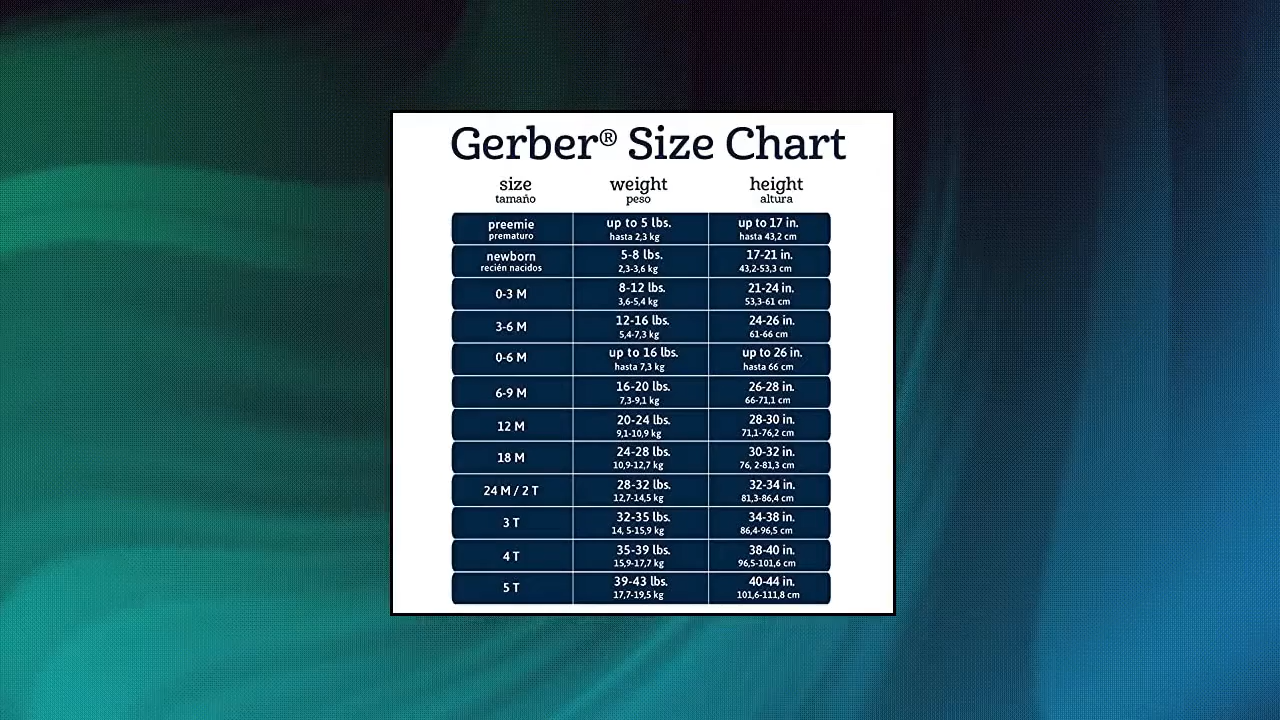 Gerber® Size Chart
size weight height
tamaño peso altura
preemie up to 5 lbs. up to 17 in.
prematuro hasta 2,3 kg hasta 43,2 cm
newborn 5-8 lbs. 17-21 in.
recién nacidos 2,3-3,6 kg 43,2-53,3 cm
0-3 M 8-12 lbs. 21-24 in.
3,6-5,4 kg 53,3-61 cm
3-6 M 12-16 lbs. 24-26 in.
5,4-7,3 kg 61-66 cm
0-6 M up to 16 lbs. up to 26 in.
hasta 7,3 kg hasta 66 cm
6-9 M 16-20 lbs. 26-28 in.
7,3-9,1 kg 66-71,1 cm
12 M 20-24 lbs. 28-30 in.
9,1-10,9 kg 71,1-76,2 cm
18 M 24-28 lbs. 30-32 in.
10,9-12,7 kg 76, 2-81,3 cm
24 M / 2 T 28-32 lbs. 32-34 in.
12,7-14,5 kg 81,3-86,4 cm
3 T 32-35 lbs. 34-38 in.
14, 5-15,9 kg 86,4-96,5 cm
4 T 35-39 lbs. 38-40 in.
15,9-17,7 kg 96,5-101,6 cm
5 T 39-43 lbs. 40-44 in.
17,7-19,5 kg 101,6-111,8 cm